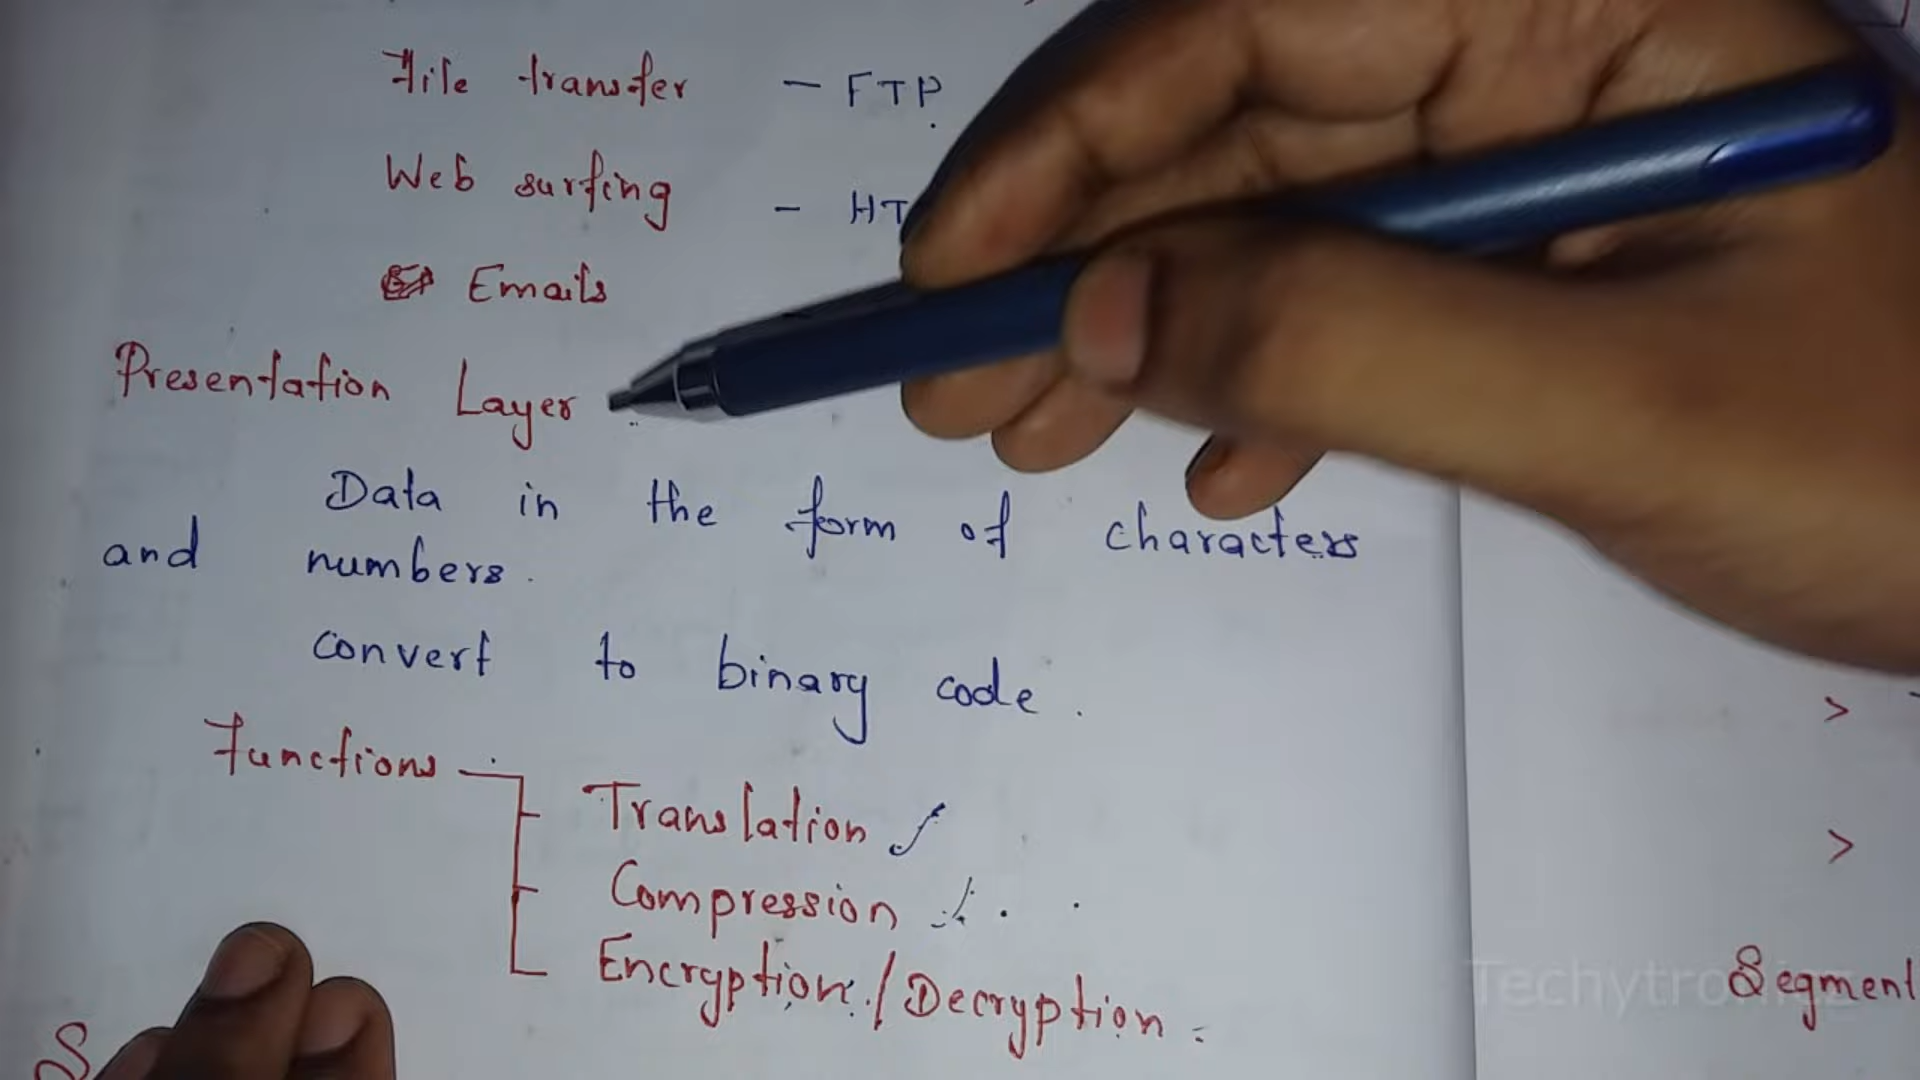 File transfer - FTP
Web surfing - HT
Emails
Presentation Layer
Data in the form of characters
and numbers.
convert to binary code.
Functions
Translation
Compression
Encryption / Decryption
>
>
Segment
Techytro
S